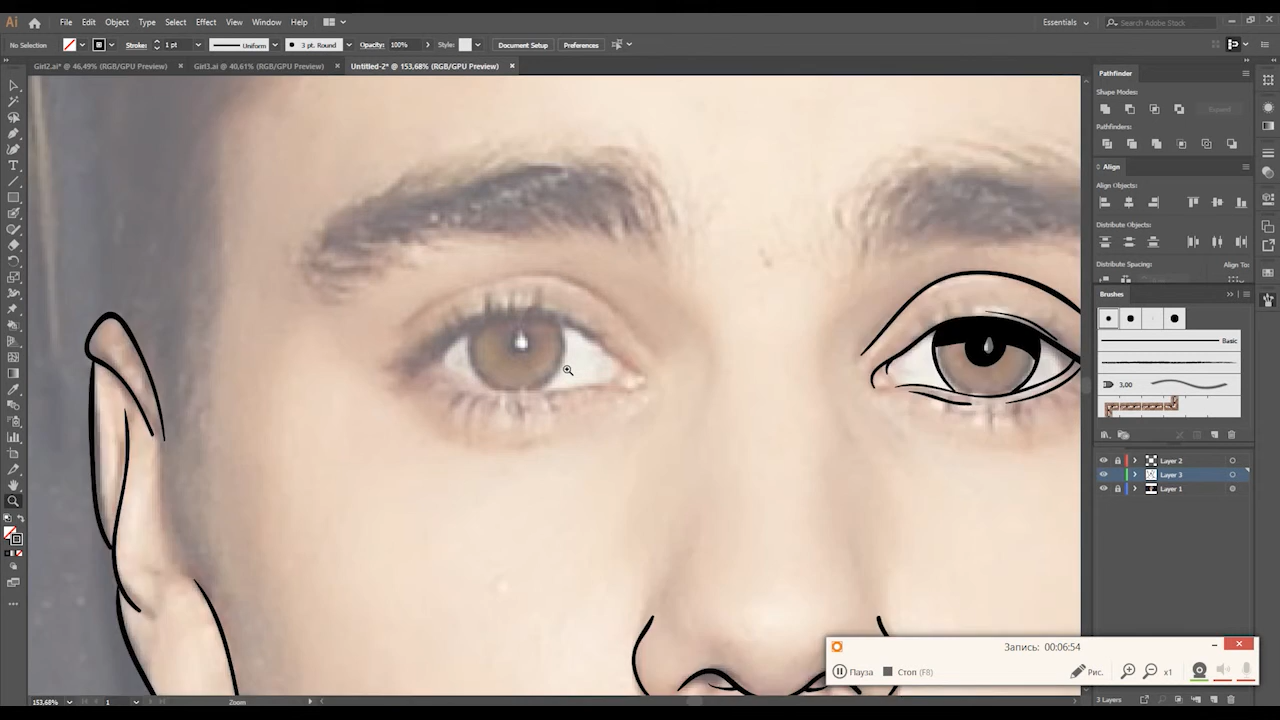 Ai File Edit Object Type Select Effect View Window Help Essentials Search Adobe Stock
No Selection Stroke: 1 pt Uniform 3 pt. Round Opacity: 100% Style: Document Setup Preferences
Girl2.ai* @ 46,49% (RGB/GPU Preview) × Girl3.ai @ 40,61% (RGB/GPU Preview) × Untitled-2* @ 153,68% (RGB/GPU Preview) ×
Pathfinder
Shape Modes:
Expand
Pathfinders:
Align
Align Objects:
Distribute Objects:
Distribute Spacing: Align To:
Brushes
Basic
3,00
Layer 2
Layer 3
Layer 1
Запись: 00:06:54
Пауза Стоп (F8) Рис. x1
153,68% 1 Zoom 3 Layers